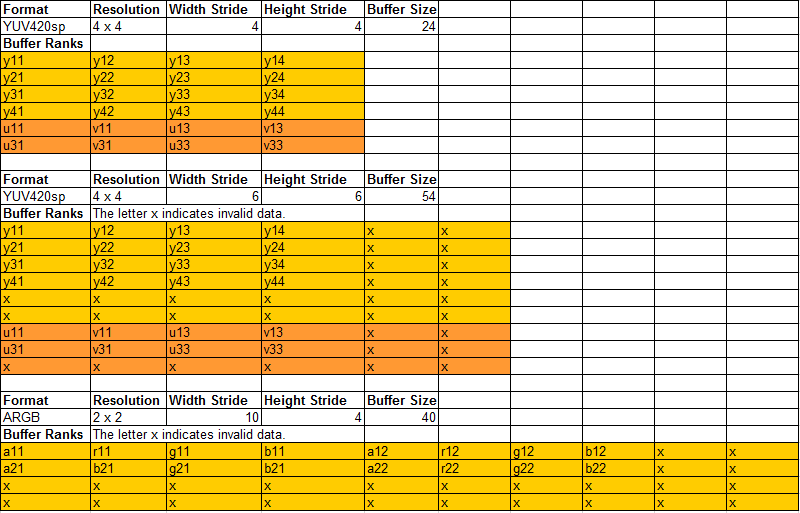 Format Resolution Width Stride Height Stride Buffer Size
YUV420sp 4 x 4 4 4 24
Buffer Ranks
y11 y12 y13 y14
y21 y22 y23 y24
y31 y32 y33 y34
y41 y42 y43 y44
u11 v11 u13 v13
u31 v31 u33 v33
Format Resolution Width Stride Height Stride Buffer Size
YUV420sp 4 x 4 6 6 54
Buffer Ranks The letter x indicates invalid data.
y11 y12 y13 y14 x x
y21 y22 y23 y24 x x
y31 y32 y33 y34 x x
y41 y42 y43 y44 x x
x x x x x x
x x x x x x
u11 v11 u13 v13 x x
u31 v31 u33 v33 x x
x x x x x x
Format Resolution Width Stride Height Stride Buffer Size
ARGB 2 x 2 10 4 40
Buffer Ranks The letter x indicates invalid data.
a11 r11 g11 b11 a12 r12 g12 b12 x x
a21 b21 g21 b21 a22 r22 g22 b22 x x
x x x x x x x x x x
x x x x x x x x x x